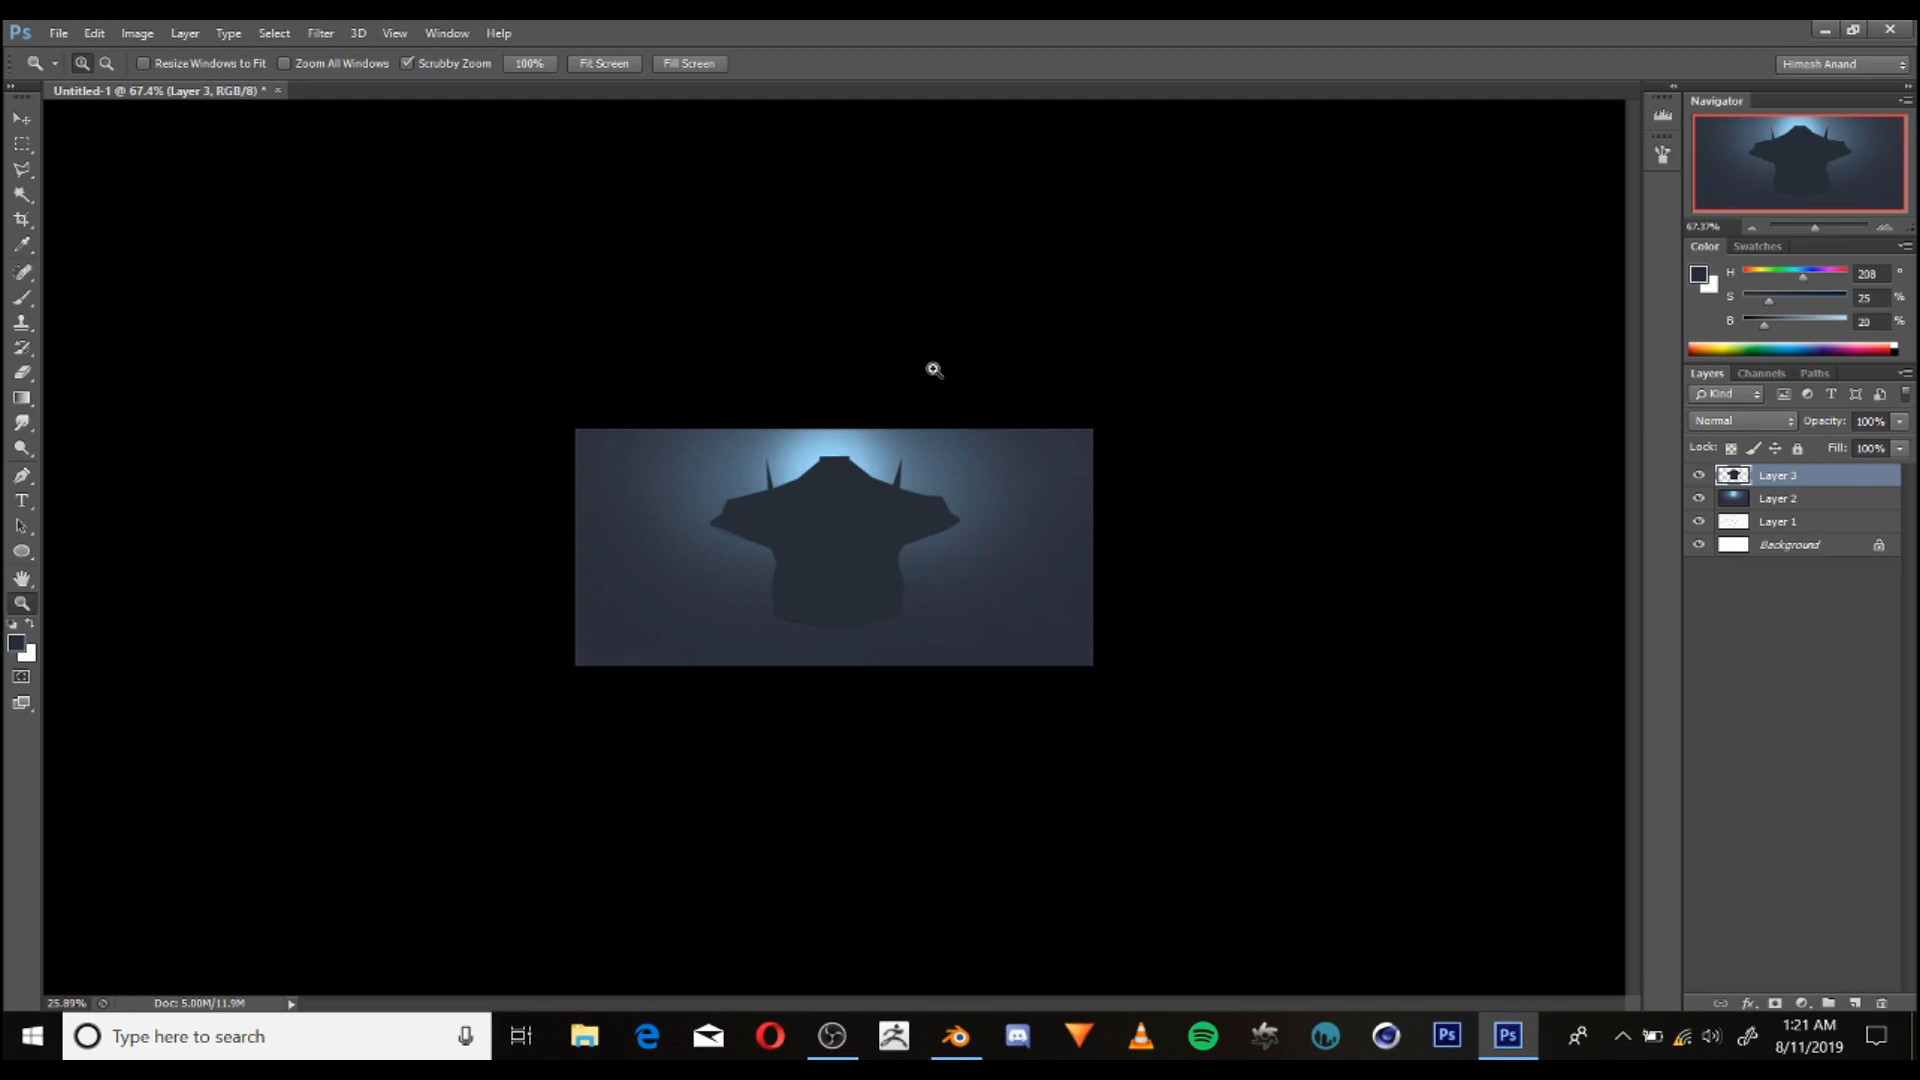 Ps File Edit Image Layer Type Select Filter 3D View Window Help
Resize Windows to Fit Zoom All Windows Scrubby Zoom 100% Fit Screen Fill Screen Himesh Anand
Untitled-1 @ 67.4% (Layer 3, RGB/8) * ×
Navigator
67.37%
Color Swatches
H 208 °
S 25 %
B 20 %
Layers Channels Paths
Kind
Normal Opacity: 100%
Lock: Fill: 100%
Layer 3
Layer 2
Layer 1
Background
25.89% Doc: 5.00M/11.9M
Type here to search
Ps Ps
1:21 AM
8/11/2019